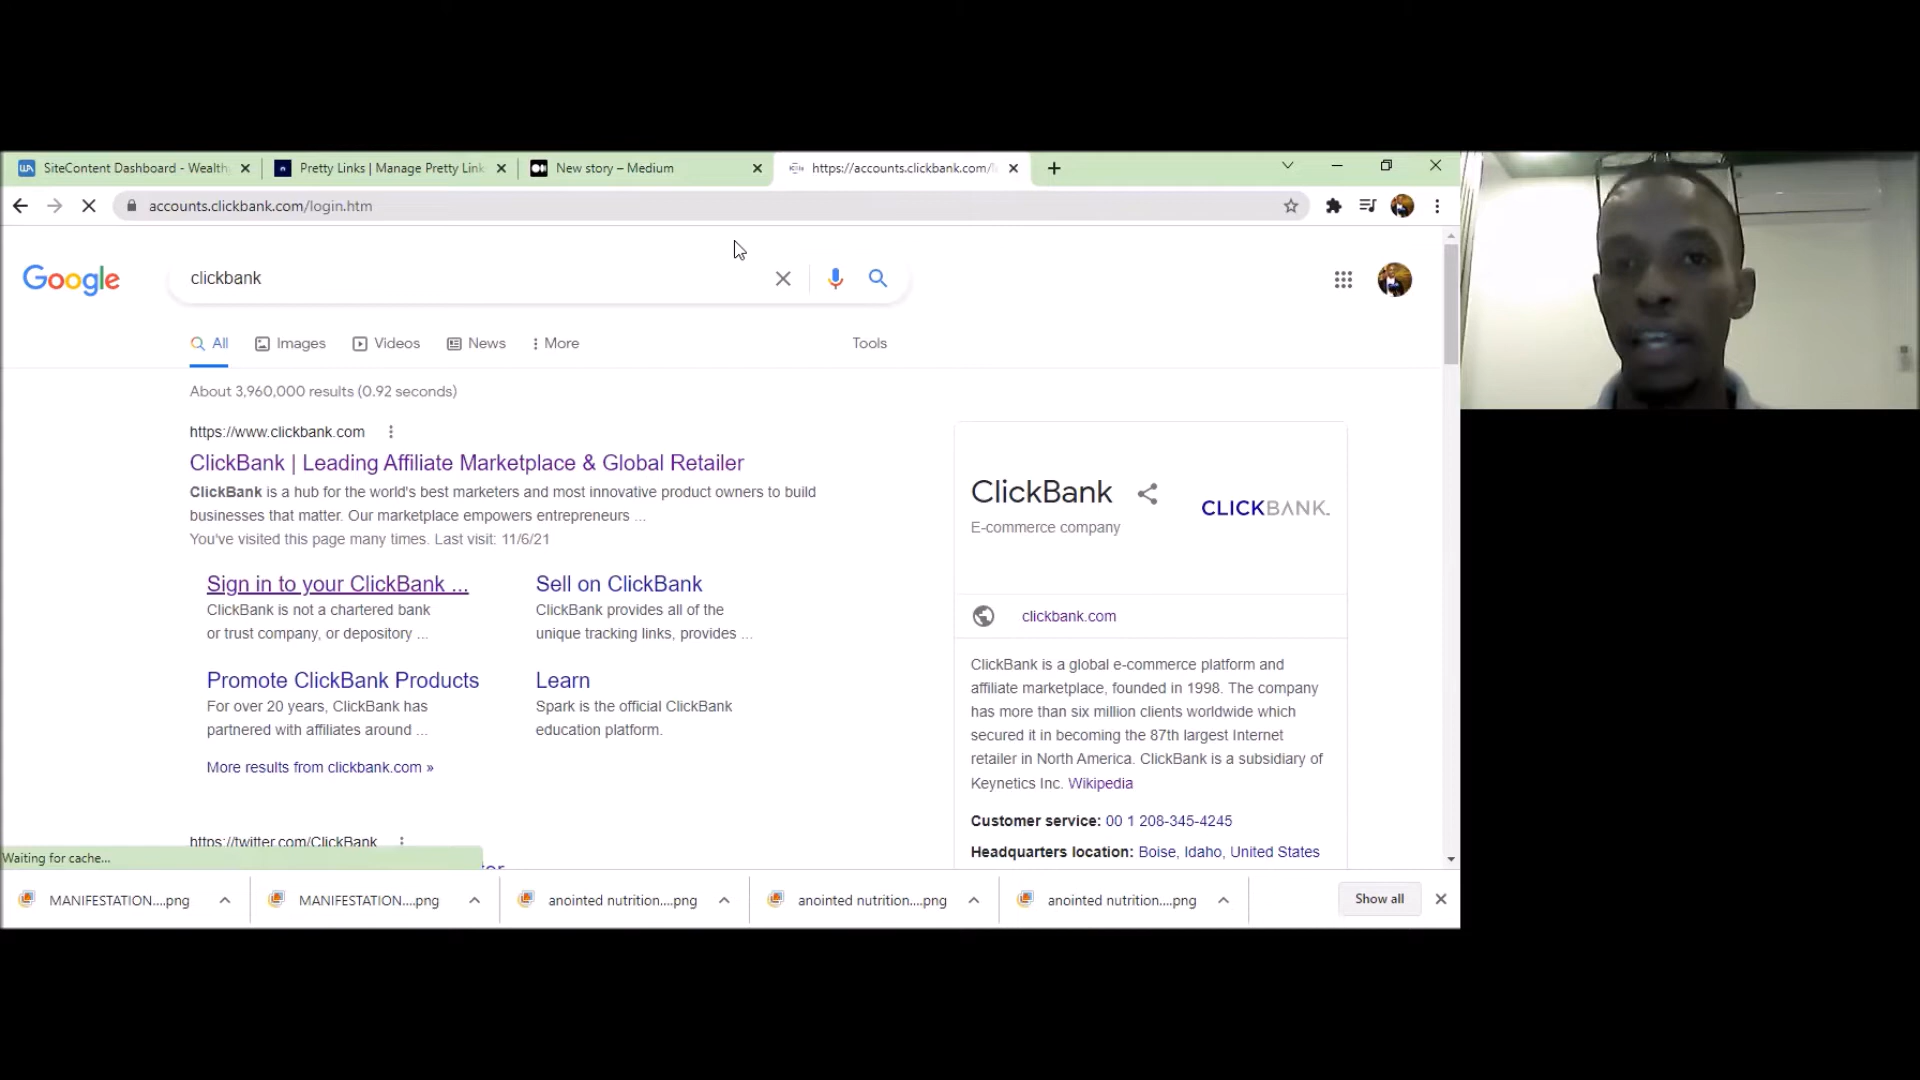 SiteContent Dashboard - Wealth
Pretty Links | Manage Pretty Link
New story – Medium
https://accounts.clickbank.com/l
accounts.clickbank.com/login.htm
Google
clickbank
All
Images
Videos
News
More
Tools
About 3,960,000 results (0.92 seconds)
https://www.clickbank.com
ClickBank | Leading Affiliate Marketplace & Global Retailer
ClickBank is a hub for the world's best marketers and most innovative product owners to build
businesses that matter. Our marketplace empowers entrepreneurs ...
You've visited this page many times. Last visit: 11/6/21
Sign in to your ClickBank ...
ClickBank is not a chartered bank
or trust company, or depository ...
Sell on ClickBank
ClickBank provides all of the
unique tracking links, provides ...
Promote ClickBank Products
For over 20 years, ClickBank has
partnered with affiliates around ...
Learn
Spark is the official ClickBank
education platform.
More results from clickbank.com »
https://twitter.com/ClickBank
Waiting for cache...
ClickBank
E-commerce company
CLICKBANK.
clickbank.com
ClickBank is a global e-commerce platform and
affiliate marketplace, founded in 1998. The company
has more than six million clients worldwide which
secured it in becoming the 87th largest Internet
retailer in North America. ClickBank is a subsidiary of
Keynetics Inc. Wikipedia
Customer service: 00 1 208-345-4245
Headquarters location: Boise, Idaho, United States
MANIFESTATION....png
MANIFESTATION....png
anointed nutrition....png
anointed nutrition....png
anointed nutrition....png
Show all